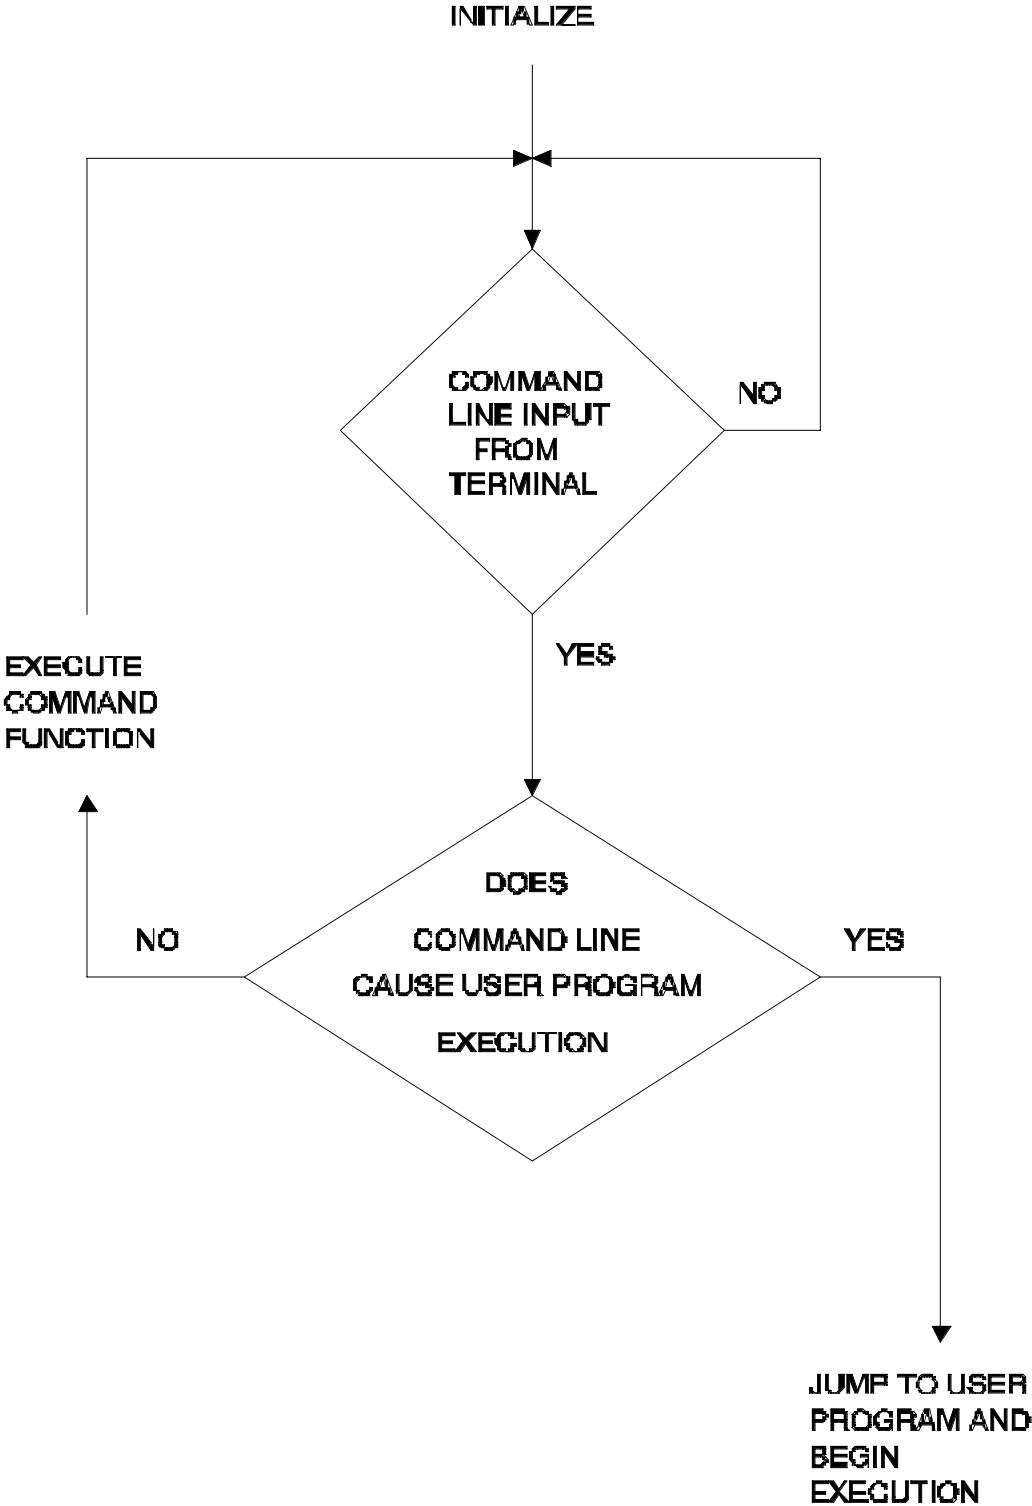 INITIALIZE
COMMAND
LINE INPUT
FROM
TERMINAL
NO
YES
EXECUTE
COMMAND
FUNCTION
DOES
COMMAND LINE
CAUSE USER PROGRAM
EXECUTION
NO
YES
JUMP TO USER
PROGRAM AND
BEGIN
EXECUTION